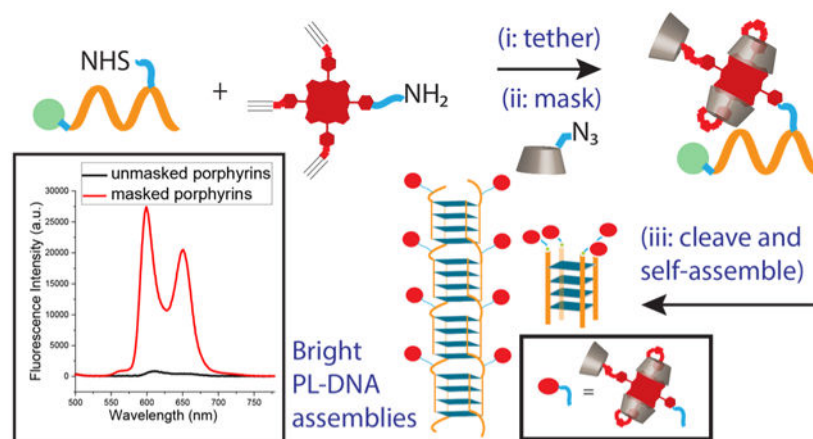 NHS
+
NH₂
(i: tether)
(ii: mask)
N₃
unmasked porphyrins
masked porphyrins
30000
25000
20000
15000
10000
5000
0
Fluorescence Intensity (a.u.)
500
550
600
650
700
750
Wavelength (nm)
Bright
PL-DNA
assemblies
(iii: cleave and
self-assemble)
=